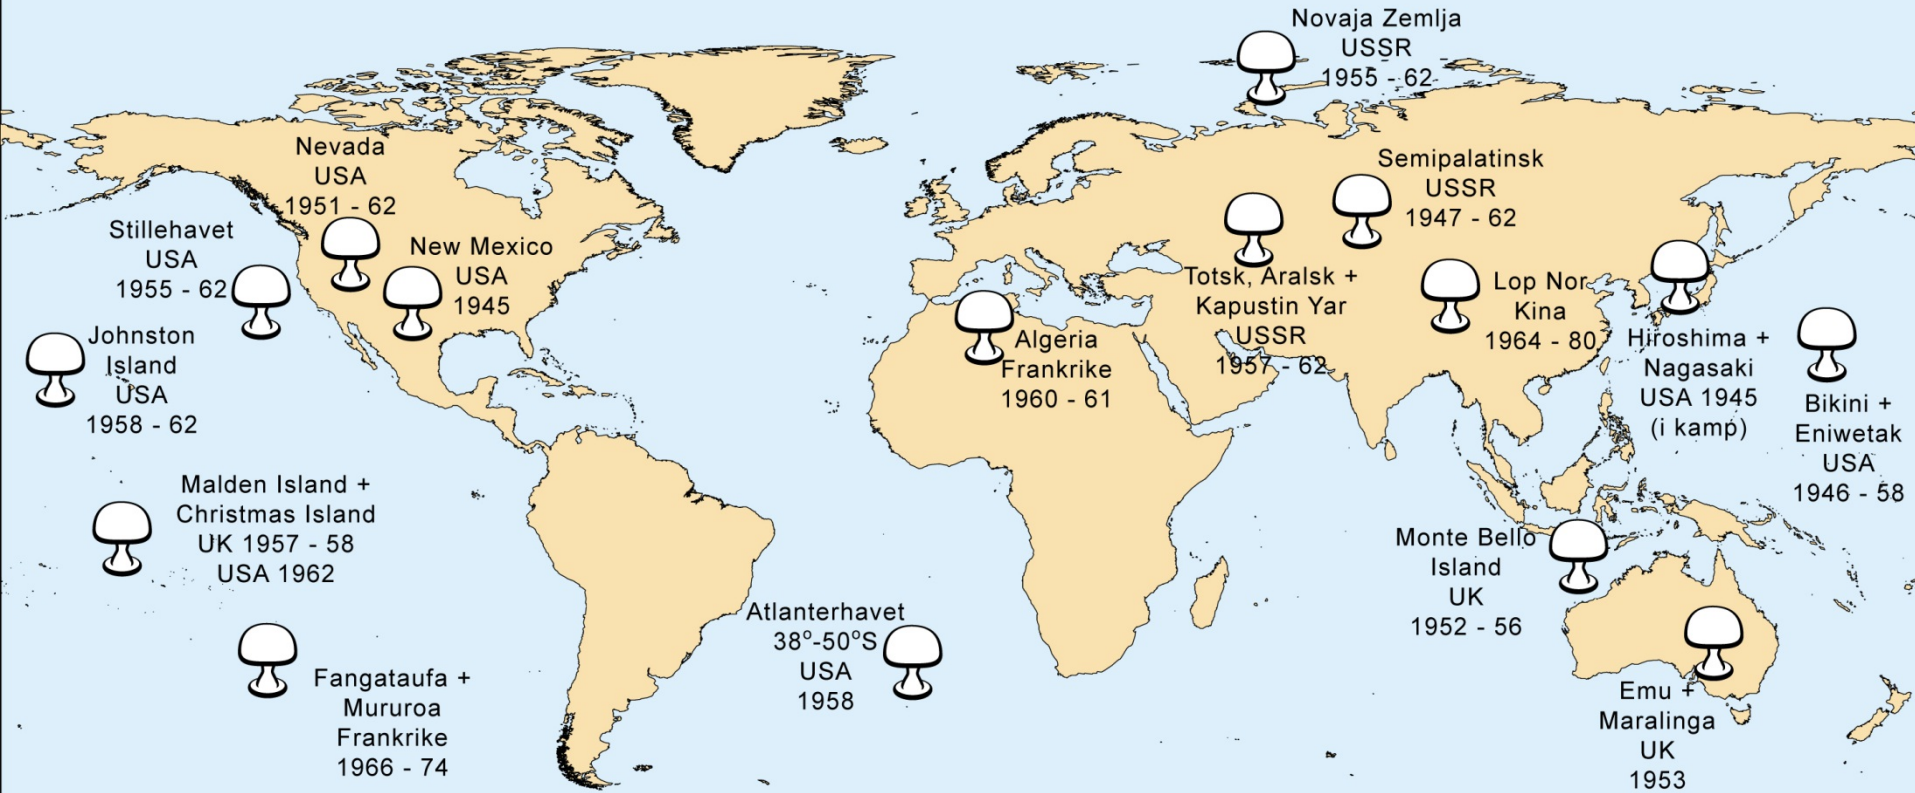 Novaja Zemlja
USSR
1955 - 62
Nevada
USA
1951 - 62
Semipalatinsk
USSR
1947 - 62
Stillehavet
USA
1955 - 62
New Mexico
USA
1945
Totsk, Aralsk +
Kapustin Yar
USSR
1957 - 62
Lop Nor
Kina
1964 - 80
Johnston
Island
USA
1958 - 62
Algeria
Frankrike
1960 - 61
Hiroshima +
Nagasaki
USA 1945
(i kamp)
Bikini +
Eniwetak
USA
1946 - 58
Malden Island +
Christmas Island
UK 1957 - 58
USA 1962
Monte Bello
Island
UK
1952 - 56
Atlanterhavet
38°-50°S
USA
1958
Fangataufa +
Mururoa
Frankrike
1966 - 74
Emu +
Maralinga
UK
1953